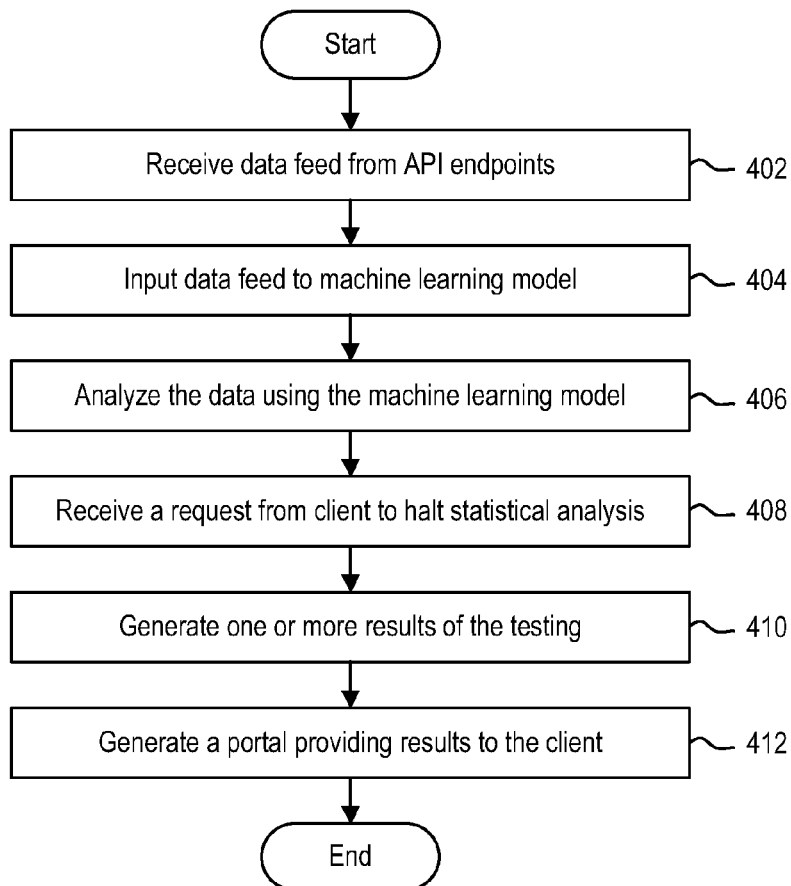 Start
Receive data feed from API endpoints
402
Input data feed to machine learning model
404
Analyze the data using the machine learning model
406
Receive a request from client to halt statistical analysis
408
Generate one or more results of the testing
410
Generate a portal providing results to the client
412
End